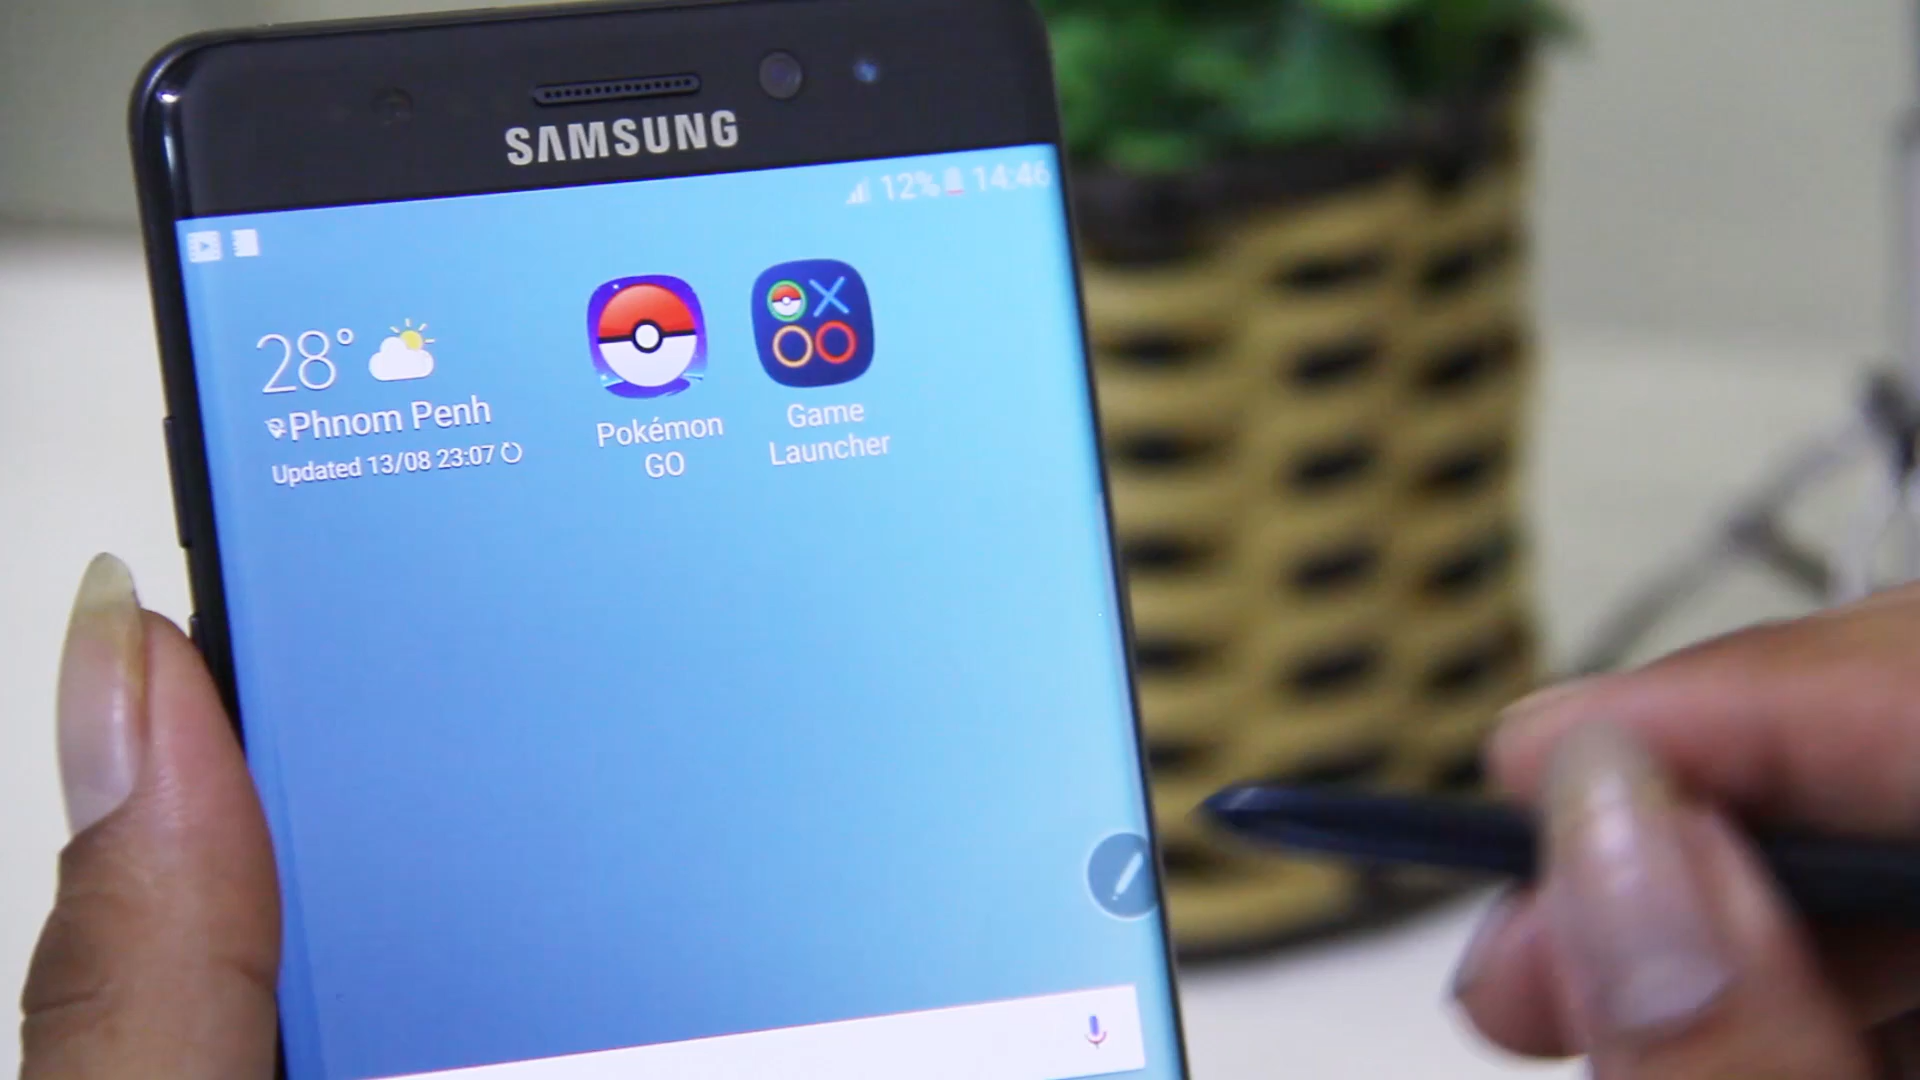 SAMSUNG
12% 14:46
28°
Phnom Penh
Updated 13/08 23:07
Pokémon
GO
Game
Launcher